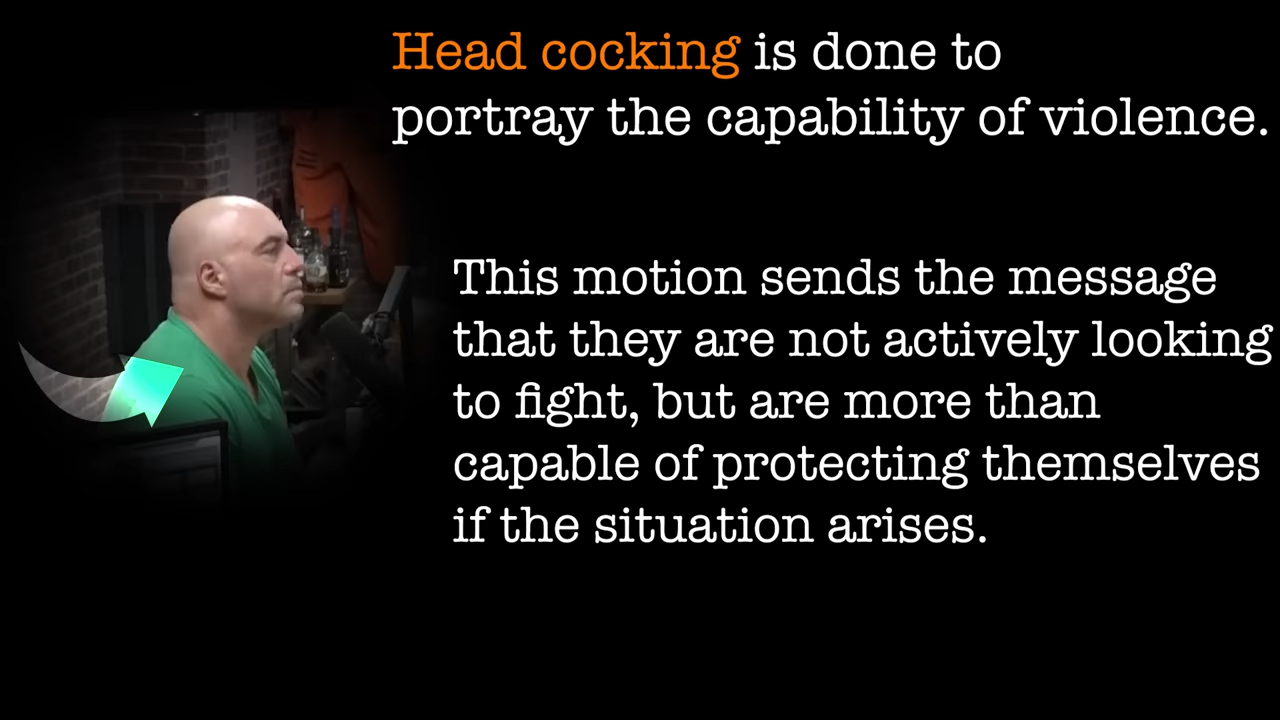 Head cocking is done to
portray the capability of violence.
This motion sends the message
that they are not actively looking
to fight, but are more than
capable of protecting themselves
if the situation arises.